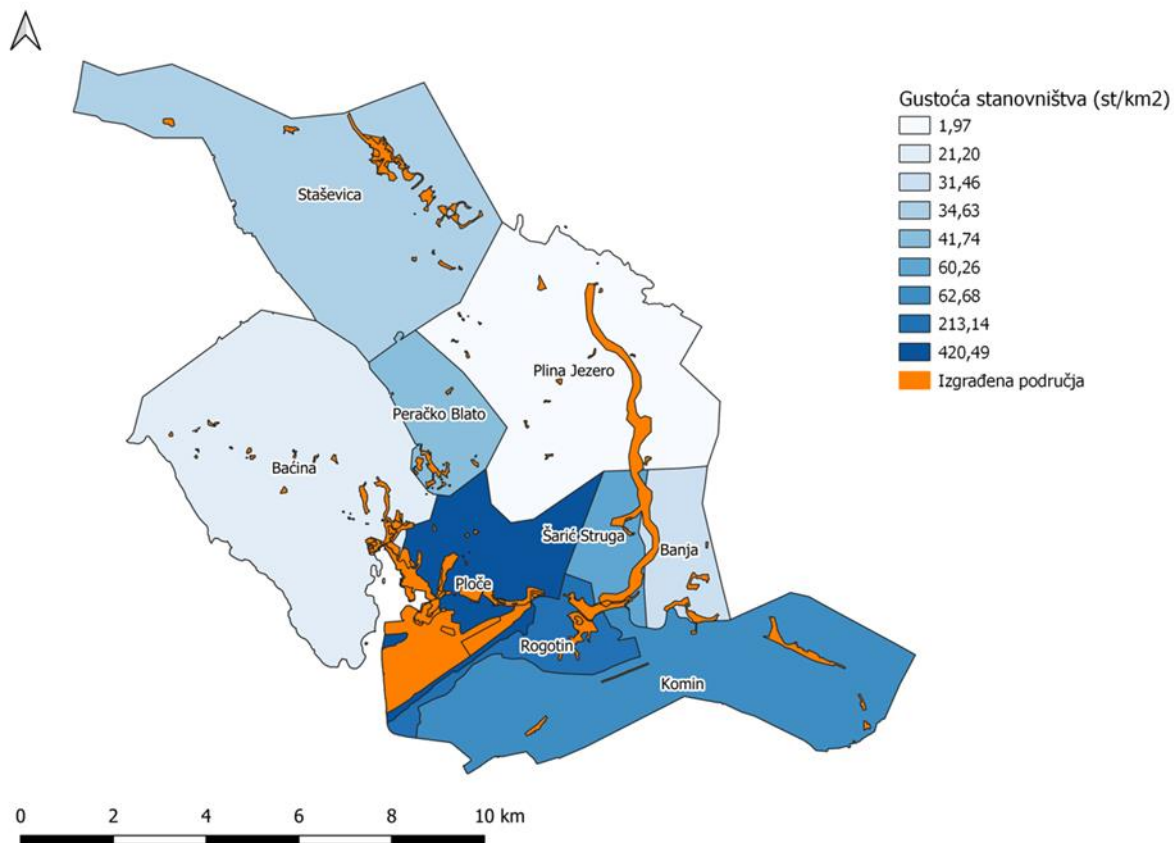 Gustoća stanovništva (st/km2)
1,97
21,20
31,46
34,63
41,74
60,26
62,68
213,14
420,49
Izgrađena područja
Staševica
Plina Jezero
Peračko Blato
Baćina
Šarić Struga
Banja
Ploče
Rogotin
Komin
0 2 4 6 8 10 km